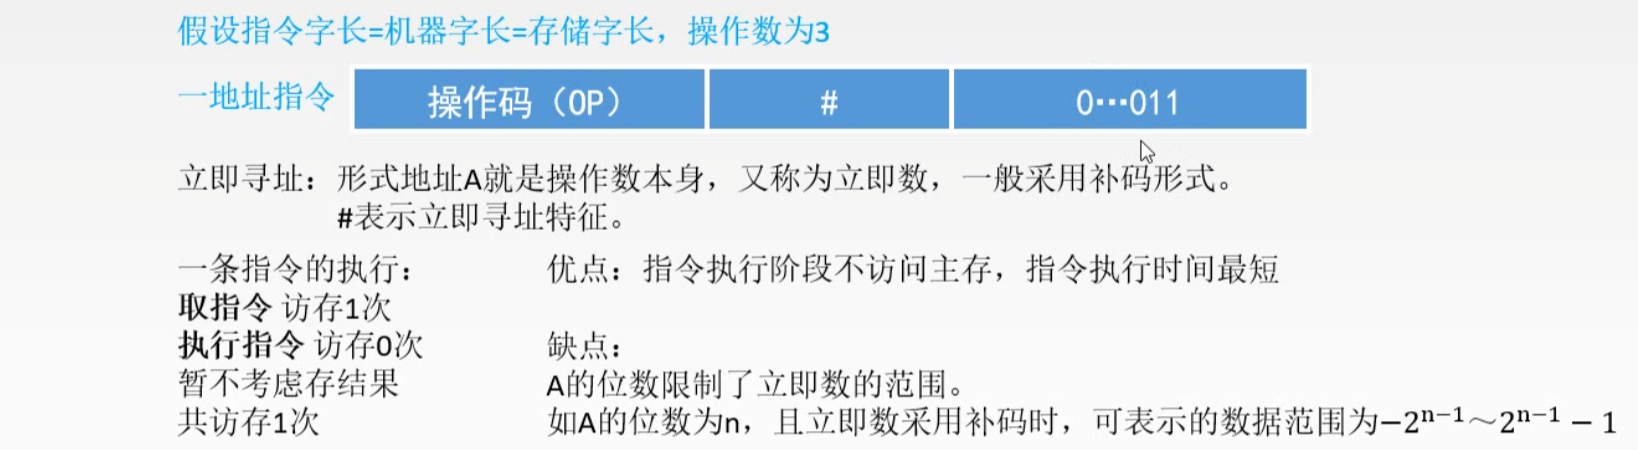 假设指令字长=机器字长=存储字长，操作数为3
一地址指令 操作码（OP） # 0…011
立即寻址：形式地址A就是操作数本身，又称为立即数，一般采用补码形式。
#表示立即寻址特征。
一条指令的执行： 优点：指令执行阶段不访问主存，指令执行时间最短
取指令 访存1次
执行指令 访存0次 缺点：
暂不考虑存结果 A的位数限制了立即数的范围。
共访存1次 如A的位数为n，且立即数采用补码时，可表示的数据范围为−2ⁿ⁻¹～2ⁿ⁻¹ − 1